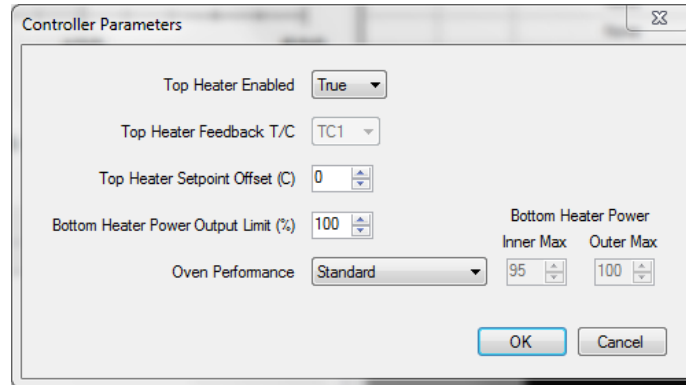 Controller Parameters
Top Heater Enabled True
Top Heater Feedback T/C TC1
Top Heater Setpoint Offset (C) 0
Bottom Heater Power Output Limit (%) 100
Bottom Heater Power
Inner Max Outer Max
Oven Performance Standard 95 100
OK Cancel